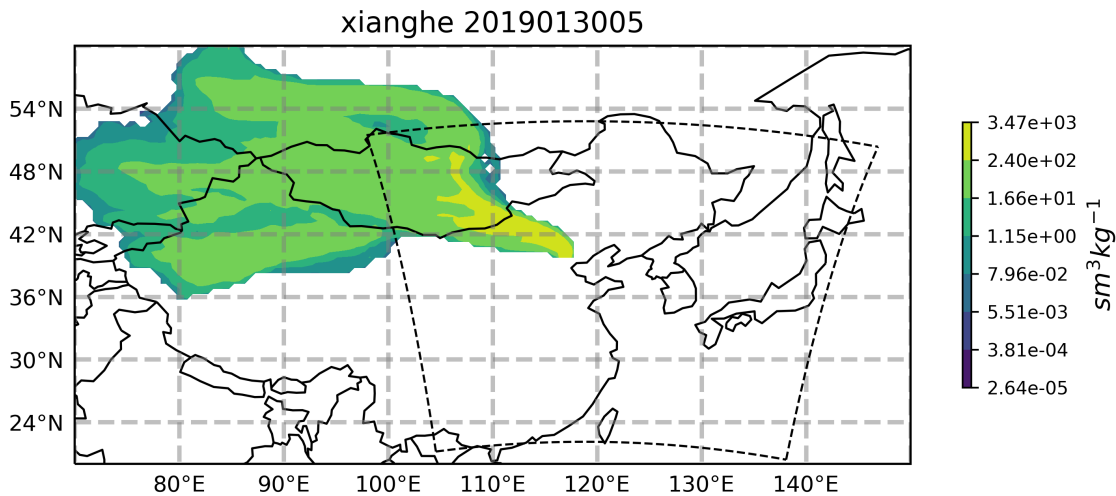 xianghe 2019013005
54°N
48°N
42°N
36°N
30°N
24°N
80°E
90°E
100°E
110°E
120°E
130°E
140°E
3.47e+03
2.40e+02
1.66e+01
1.15e+00
7.96e-02
5.51e-03
3.81e-04
2.64e-05
sm³kg⁻¹